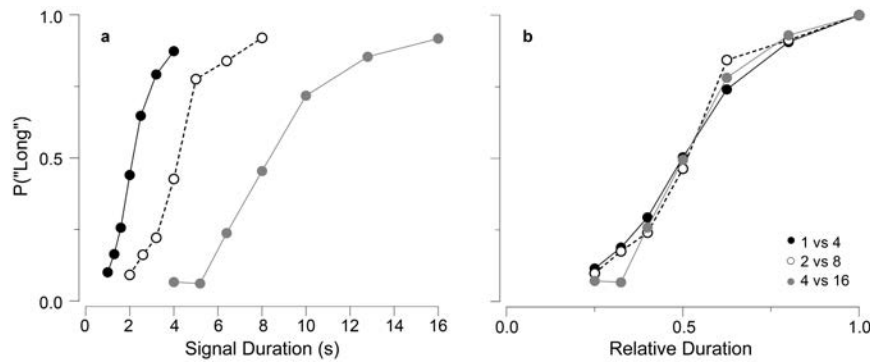 a
b
P("Long")
1.0
0.5
0.0
0 2 4 6 8 10 12 14 16
Signal Duration (s)
0.0 0.5 1.0
Relative Duration
1 vs 4
2 vs 8
4 vs 16